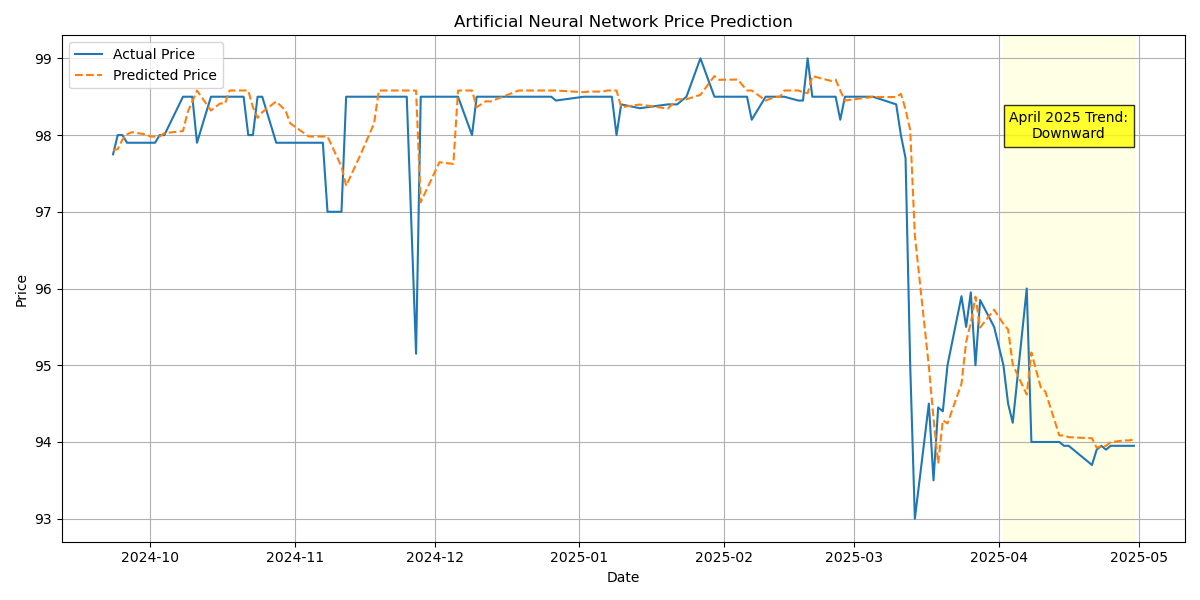 Artificial Neural Network Price Prediction
Actual Price
Predicted Price
April 2025 Trend:
Downward
Price
99
98
97
96
95
94
93
2024-10
2024-11
2024-12
2025-01
2025-02
2025-03
2025-04
2025-05
Date